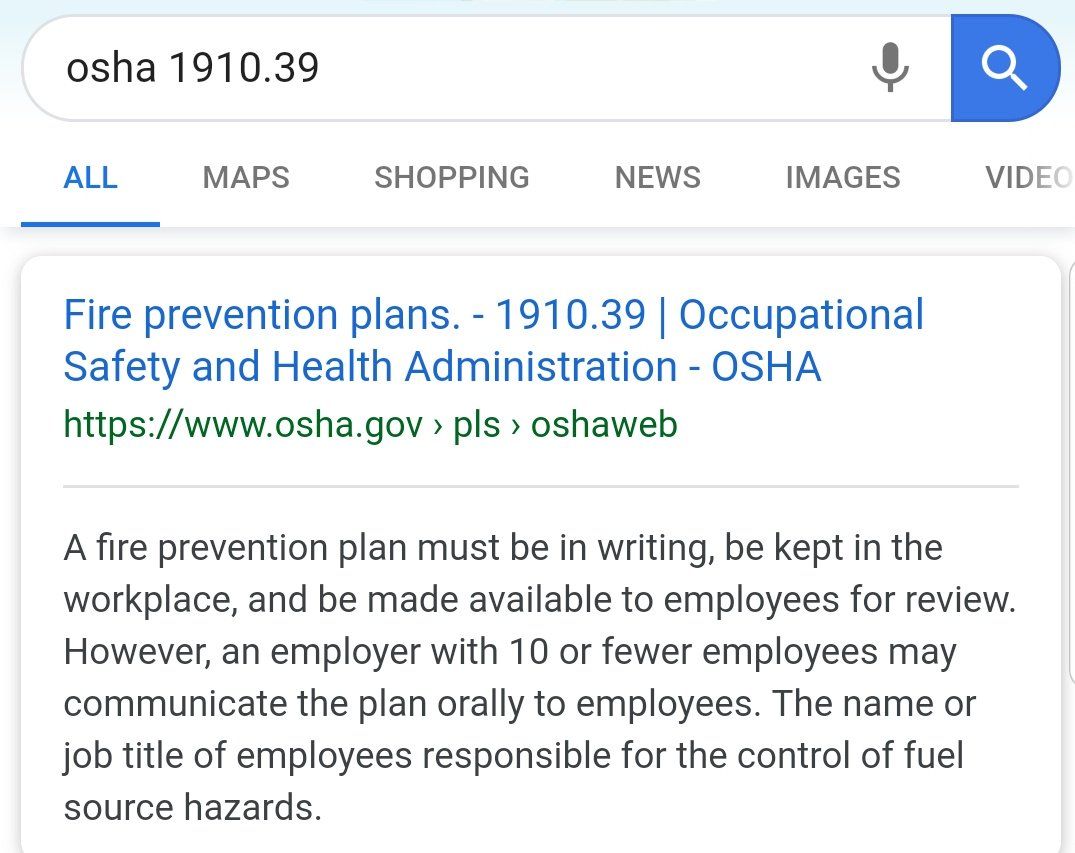 osha 1910.39
ALL MAPS SHOPPING NEWS IMAGES VIDEO
Fire prevention plans. - 1910.39 | Occupational
Safety and Health Administration - OSHA
https://www.osha.gov › pls › oshaweb
A fire prevention plan must be in writing, be kept in the
workplace, and be made available to employees for review.
However, an employer with 10 or fewer employees may
communicate the plan orally to employees. The name or
job title of employees responsible for the control of fuel
source hazards.